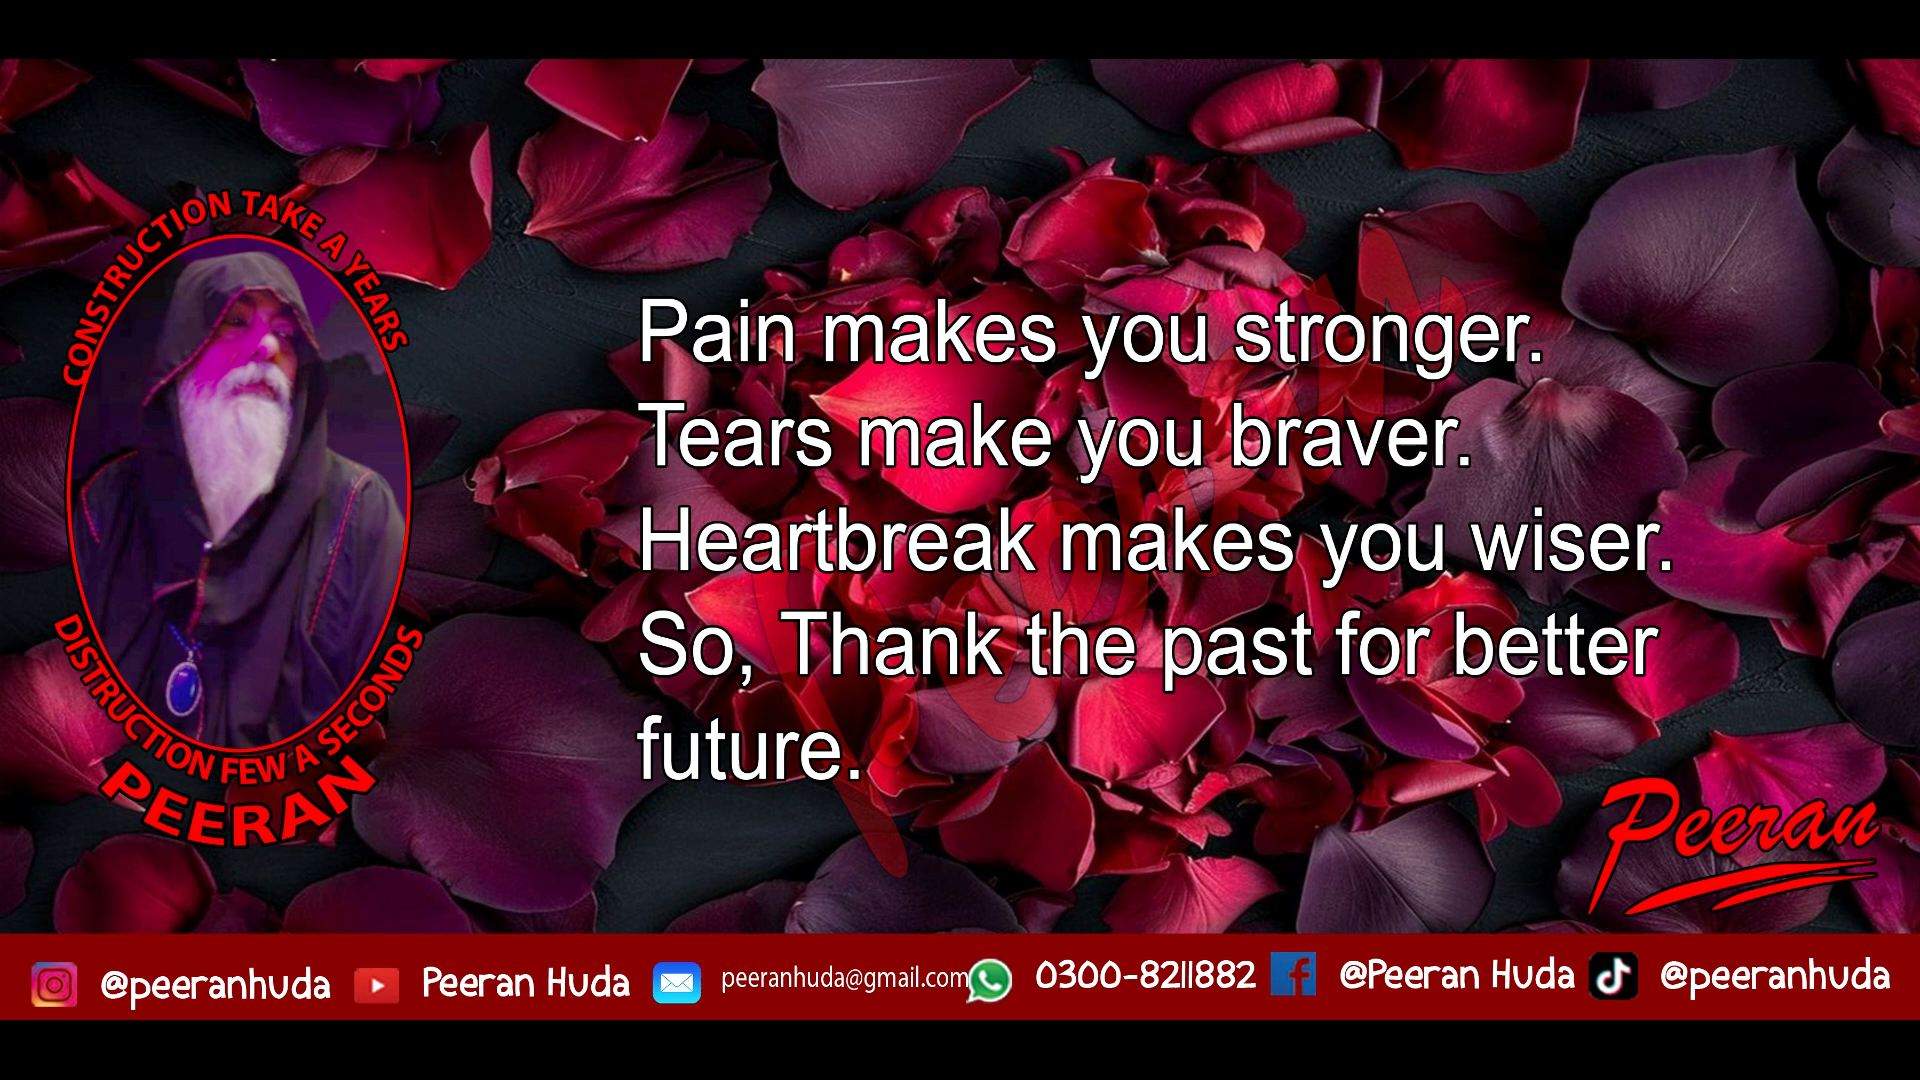 CONSTRUCTION TAKE A YEARS
DISTRUCTION FEW A SECONDS
PEERAN
Pain makes you stronger.
Tears make you braver.
Heartbreak makes you wiser.
So, Thank the past for better
future.
Peeran
Peeran
@peeranhuda Peeran Huda peeranhuda@gmail.com 0300-8211882 @Peeran Huda @peeranhuda